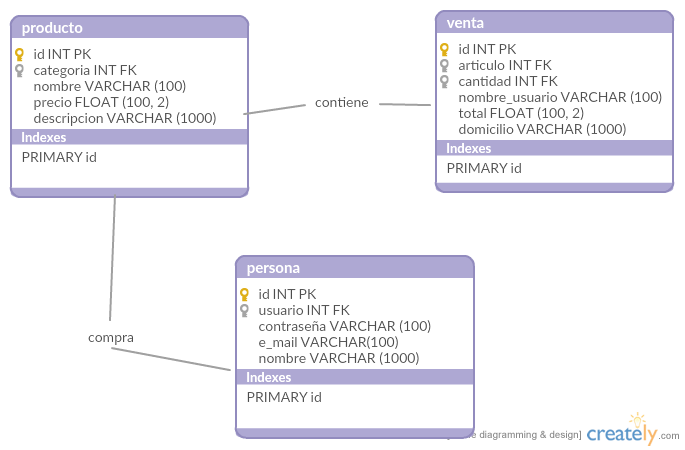 producto
id INT PK
categoria INT FK
nombre VARCHAR (100)
precio FLOAT (100, 2)
descripcion VARCHAR (1000)
Indexes
PRIMARY id
contiene
venta
id INT PK
articulo INT FK
cantidad INT FK
nombre_usuario VARCHAR (100)
total FLOAT (100, 2)
domicilio VARCHAR (1000)
Indexes
PRIMARY id
compra
persona
id INT PK
usuario INT FK
contraseña VARCHAR (100)
e_mail VARCHAR(100)
nombre VARCHAR (1000)
Indexes
PRIMARY id
diagramming & design] creately.com